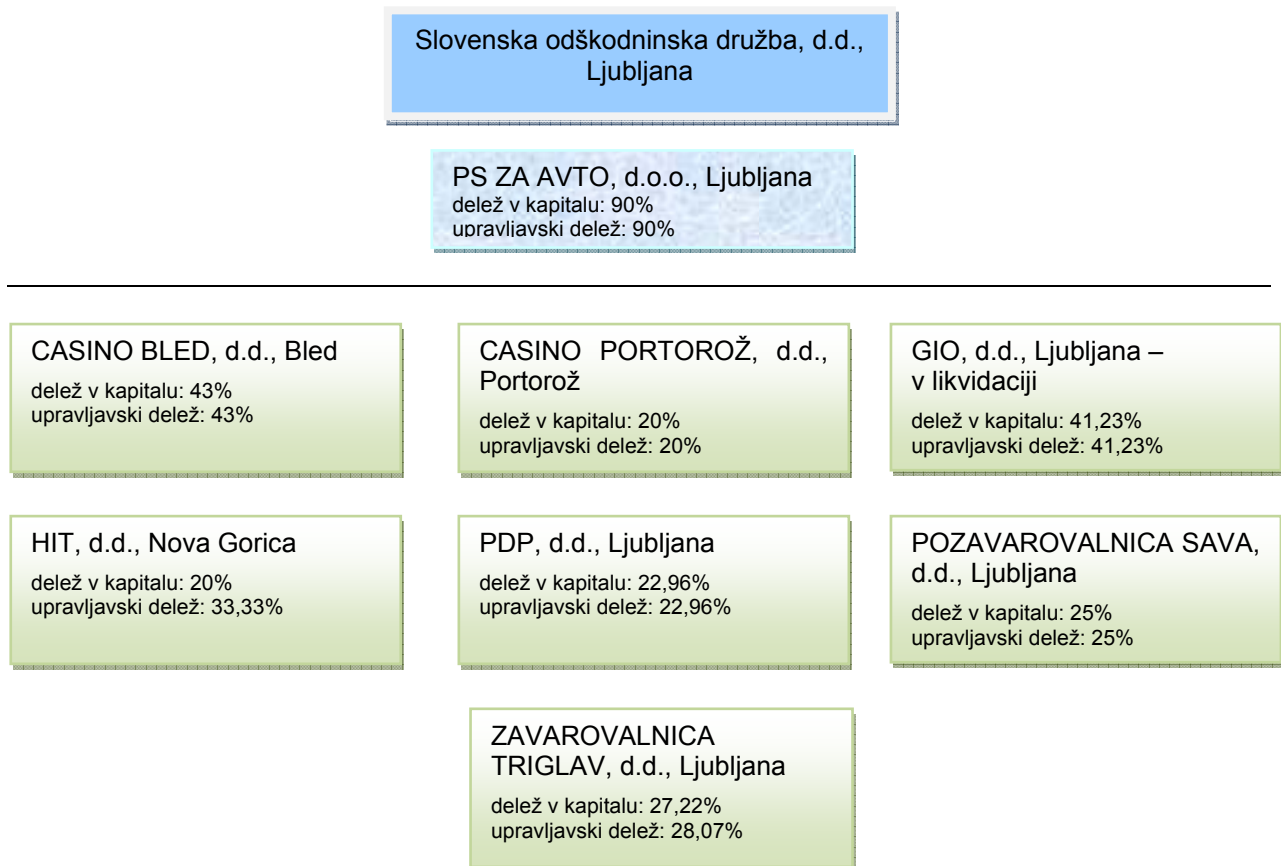 Slovenska odškodninska družba, d.d.,
Ljubljana
PS ZA AVTO, d.o.o., Ljubljana
delež v kapitalu: 90%
upravljavski delež: 90%
CASINO BLED, d.d., Bled
delež v kapitalu: 43%
upravljavski delež: 43%
CASINO PORTOROŽ, d.d.,
Portorož
delež v kapitalu: 20%
upravljavski delež: 20%
GIO, d.d., Ljubljana –
v likvidaciji
delež v kapitalu: 41,23%
upravljavski delež: 41,23%
HIT, d.d., Nova Gorica
delež v kapitalu: 20%
upravljavski delež: 33,33%
PDP, d.d., Ljubljana
delež v kapitalu: 22,96%
upravljavski delež: 22,96%
POZAVAROVALNICA SAVA,
d.d., Ljubljana
delež v kapitalu: 25%
upravljavski delež: 25%
ZAVAROVALNICA
TRIGLAV, d.d., Ljubljana
delež v kapitalu: 27,22%
upravljavski delež: 28,07%